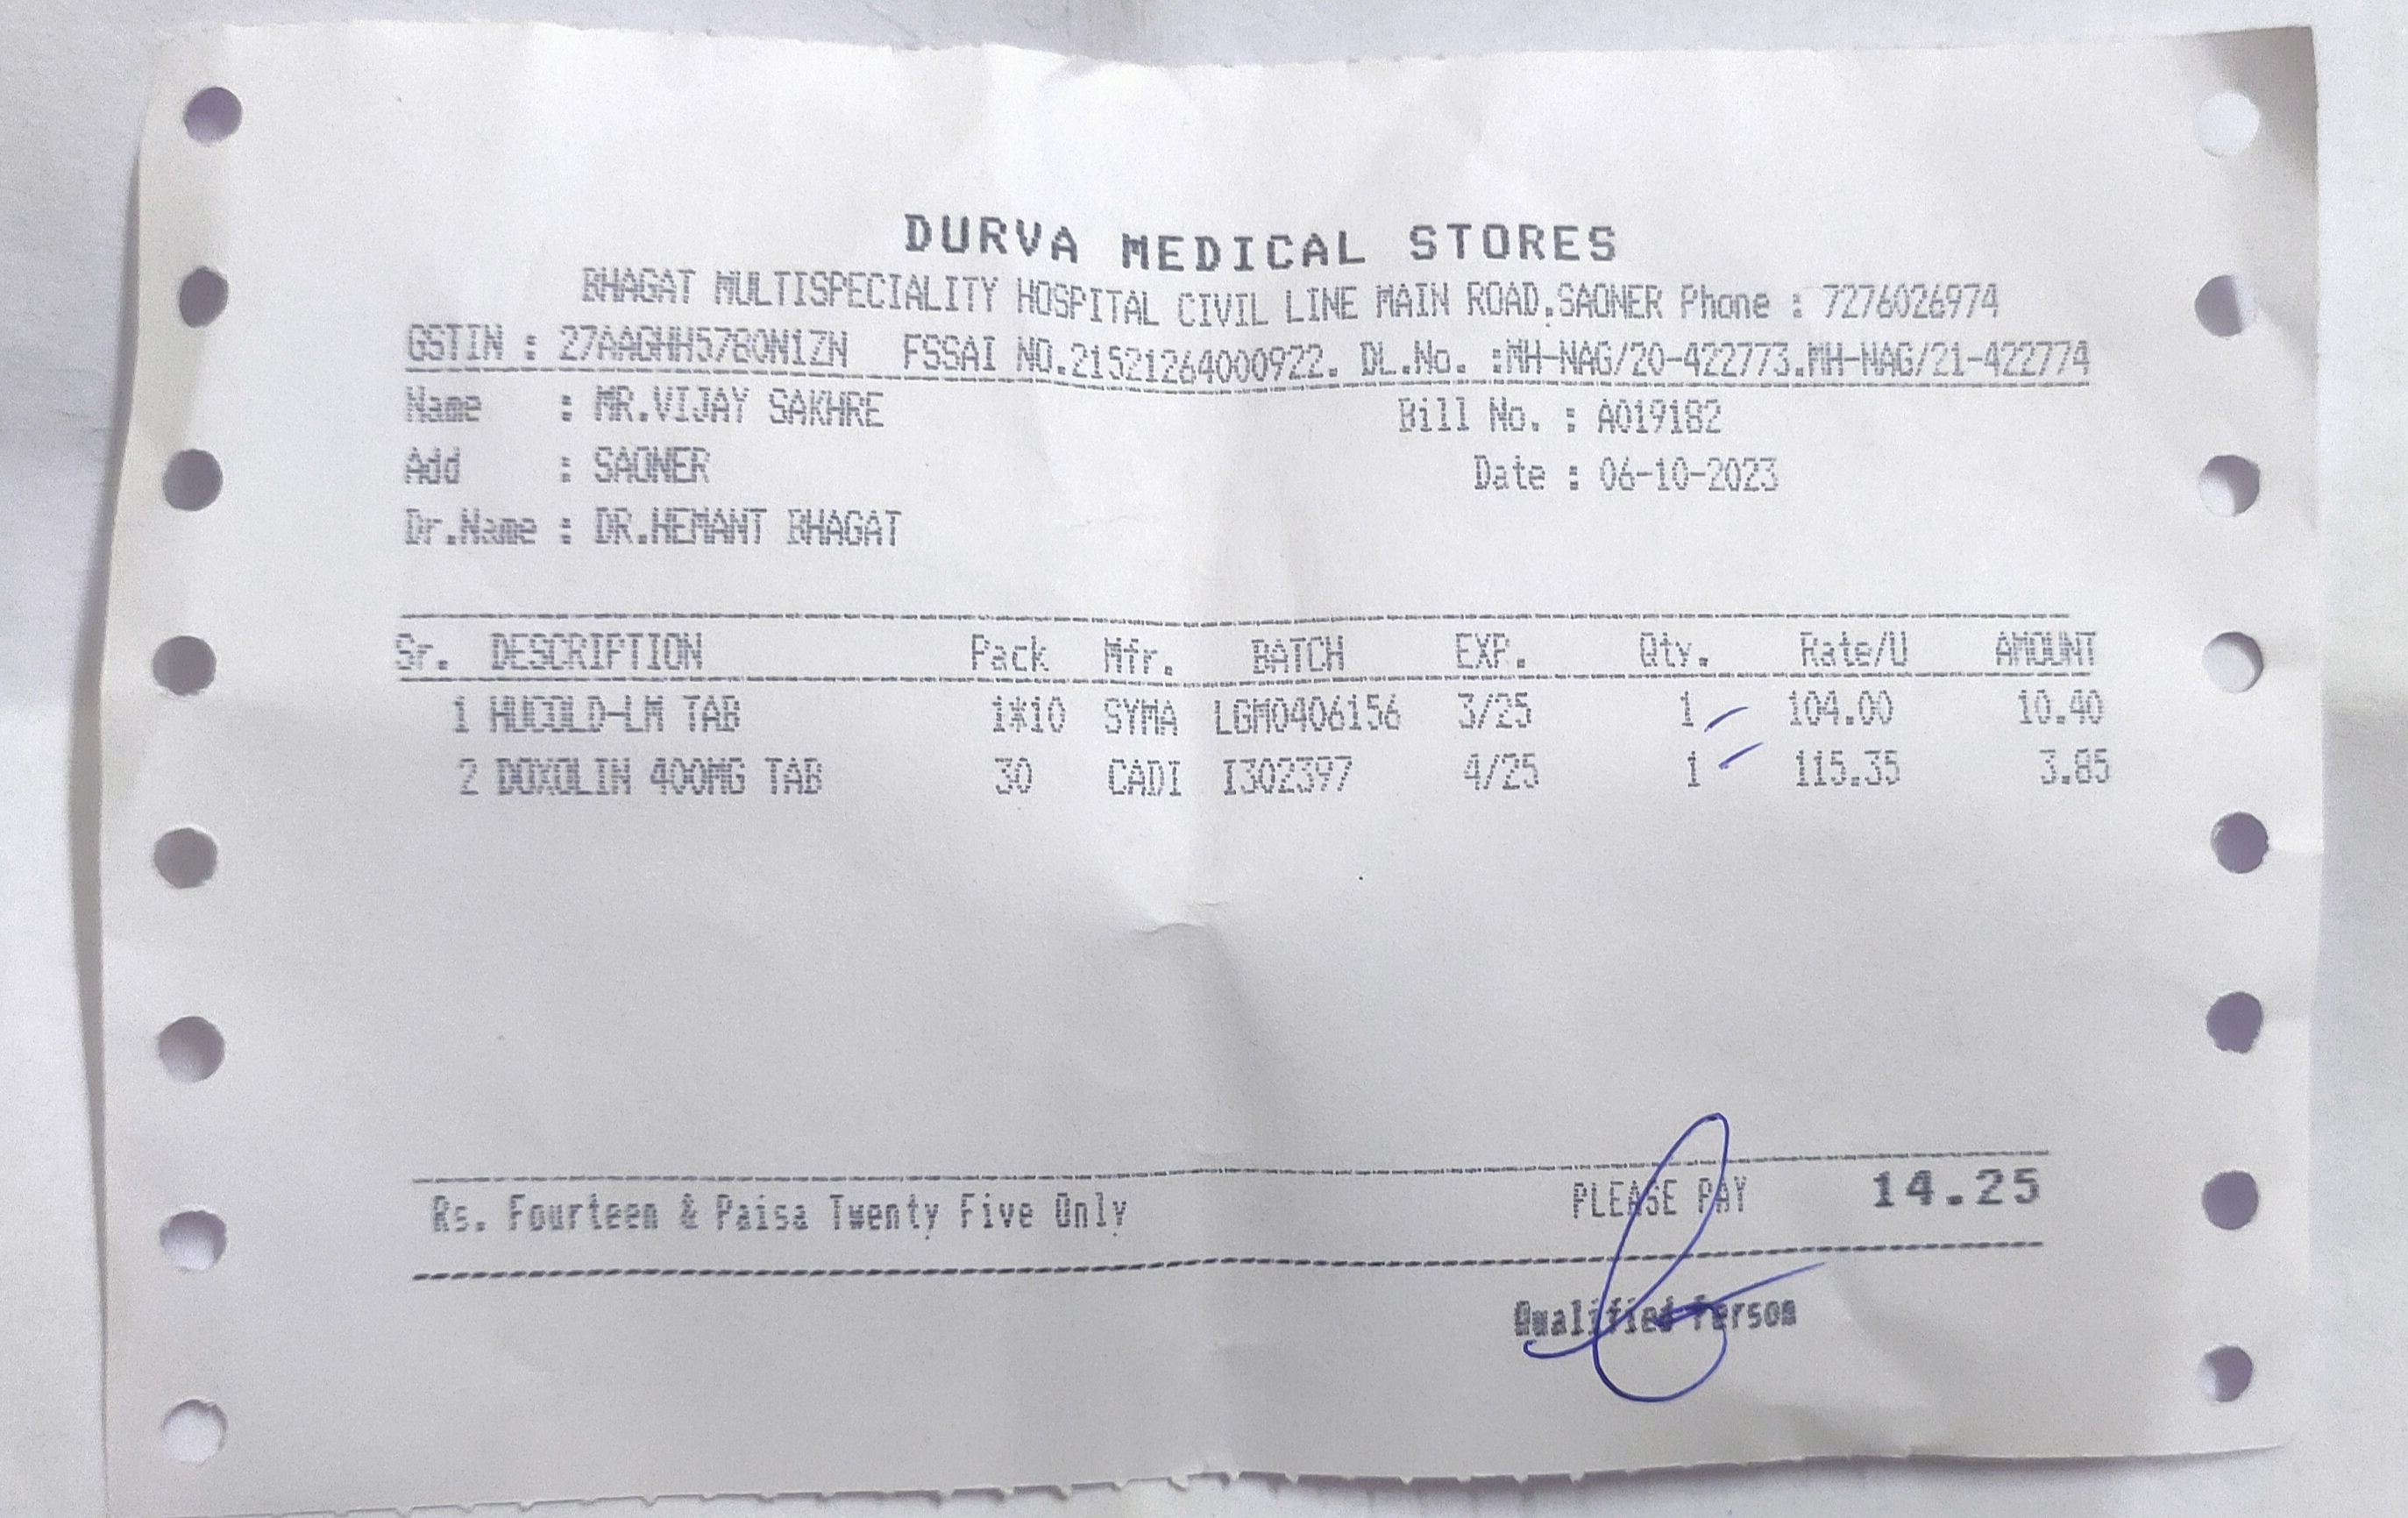 DURVA MEDICAL STORES
BHAGAT MULTISPECIALITY HOSPITAL CIVIL LINE MAIN ROAD,SAONER Phone : 7276026974
GSTIN : 27AAGHH5780N1ZN FSSAI NO.21521264000922. DL.No. :MH-NAG/20-422773.MH-NAG/21-422774
Name : MR.VIJAY SAKHRE Bill No. : A019182
Add : SAONER Date : 06-10-2023
Dr.Name : DR.HEMANT BHAGAT
Sr. DESCRIPTION Pack Mfr. BATCH EXP. Qty. Rate/U AMOUNT
1 HUCOLD-LM TAB 1*10 SYMA LGM0406156 3/25 1 104.00 10.40
2 DOXOLIN 400MG TAB 30 CADI I302397 4/25 1 115.35 3.85
Rs. Fourteen & Paisa Twenty Five Only PLEASE PAY 14.25
Qualified Person